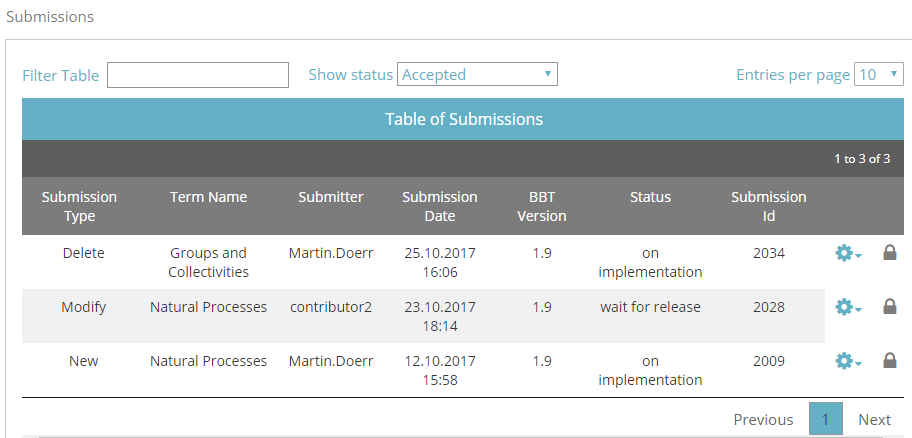 Submissions
Filter Table Show status Accepted Entries per page 10
Table of Submissions
1 to 3 of 3
Submission Type Term Name Submitter Submission Date BBT Version Status Submission Id
Delete Groups and Collectivities Martin.Doerr 25.10.2017 16:06 1.9 on implementation 2034
Modify Natural Processes contributor2 23.10.2017 18:14 1.9 wait for release 2028
New Natural Processes Martin.Doerr 12.10.2017 15:58 1.9 on implementation 2009
Previous 1 Next